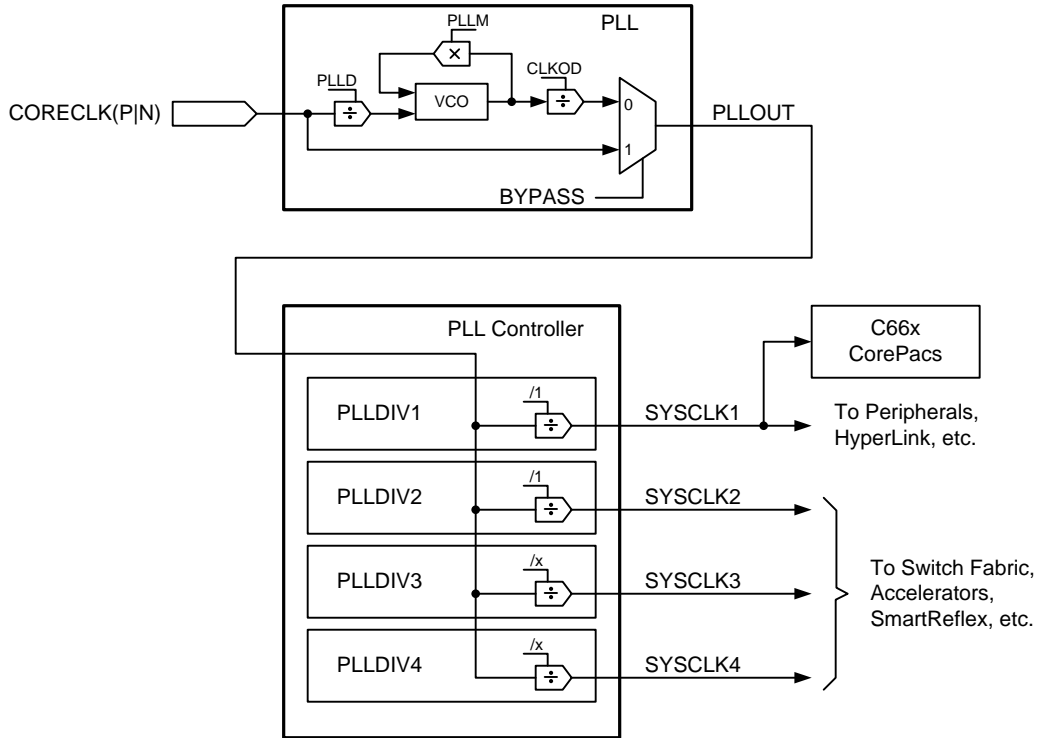 PLL
PLLM
×
PLLD
÷
VCO
CLKOD
÷
0
1
CORECLK(P|N)
PLLOUT
BYPASS
PLL Controller
C66x
CorePacs
PLLDIV1
/1
÷
SYSCLK1
To Peripherals,
HyperLink, etc.
PLLDIV2
/1
÷
SYSCLK2
PLLDIV3
/x
÷
SYSCLK3
To Switch Fabric,
Accelerators,
SmartReflex, etc.
PLLDIV4
/x
÷
SYSCLK4